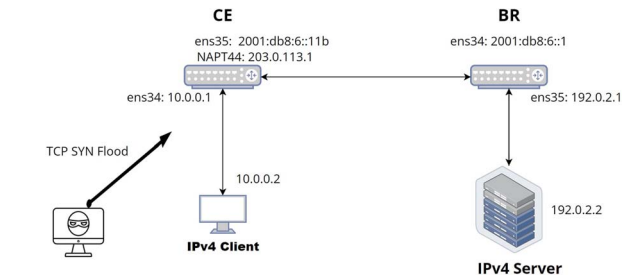 CE
BR
ens35: 2001:db8:6::11b
NAPT44: 203.0.113.1
ens34: 2001:db8:6::1
ens34: 10.0.0.1
ens35: 192.0.2.1
TCP SYN Flood
10.0.0.2
192.0.2.2
IPv4 Client
IPv4 Server